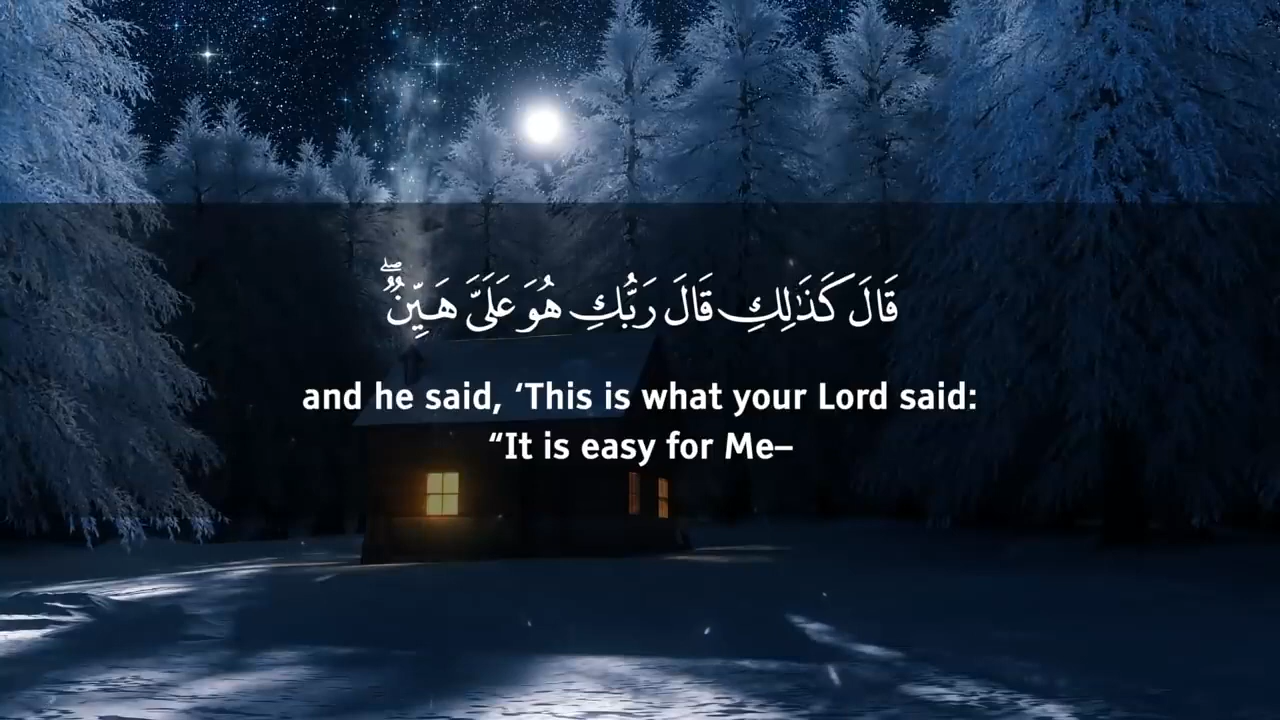 قَالَ كَذَٰلِكِ قَالَ رَبُّكِ هُوَ عَلَىَّ هَيِّنٌۭ ۖ
and he said, ‘This is what your Lord said:
“It is easy for Me–